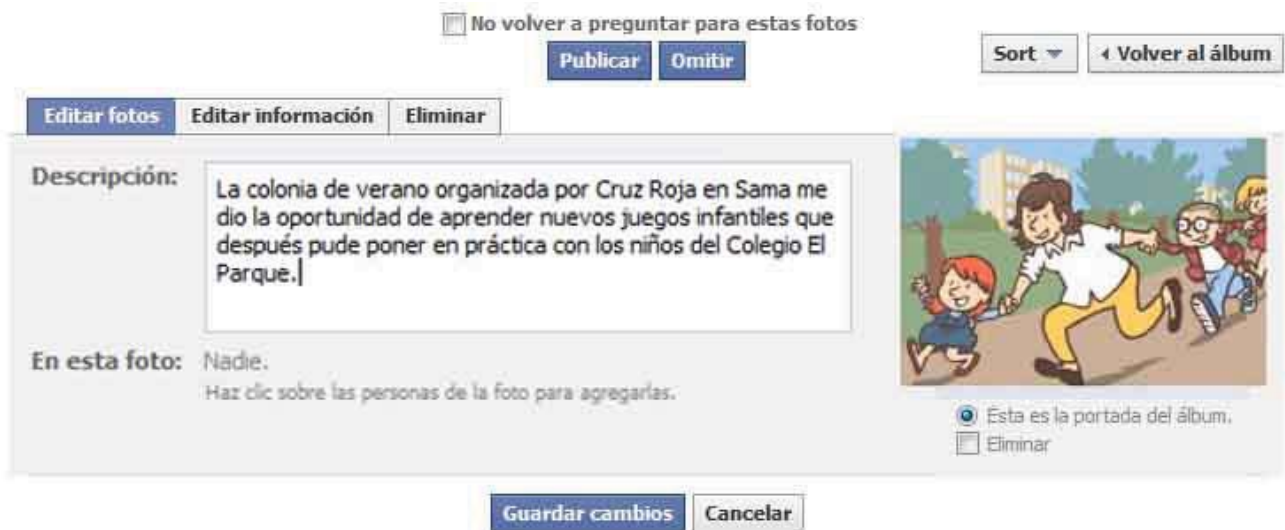 No volver a preguntar para estas fotos
Publicar Omitir
Sort Volver al álbum
Editar fotos Editar información Eliminar
Descripción:
La colonia de verano organizada por Cruz Roja en Sama me
dio la oportunidad de aprender nuevos juegos infantiles que
después pude poner en práctica con los niños del Colegio El
Parque.
En esta foto: Nadie.
Haz clic sobre las personas de la foto para agregarlas.
Esta es la portada del álbum.
Eliminar
Guardar cambios Cancelar